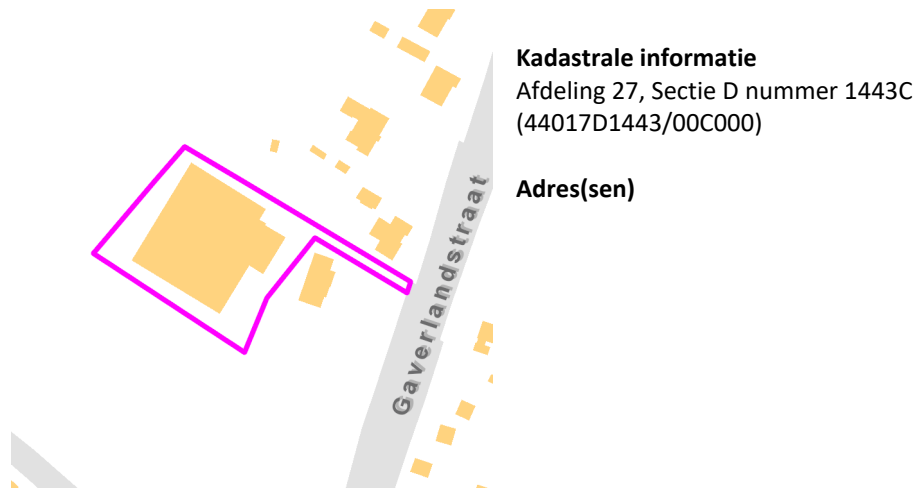 Kadastrale informatie
Afdeling 27, Sectie D nummer 1443C
(44017D1443/00C000)
Adres(sen)
Gaverlandstraat